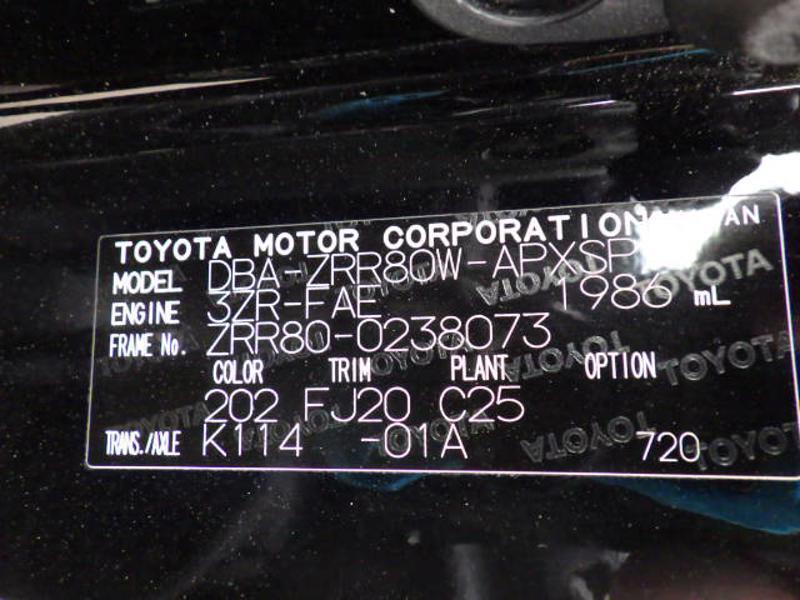 TOYOTA MOTOR CORPORATION JAPAN
MODEL DBA-ZRR80W-APXSP
ENGINE 3ZR-FAE 1986 mL
FRAME No. ZRR80-0238073
COLOR TRIM PLANT OPTION
202 FJ20 C25
TRANS./AXLE K114 -01A 720